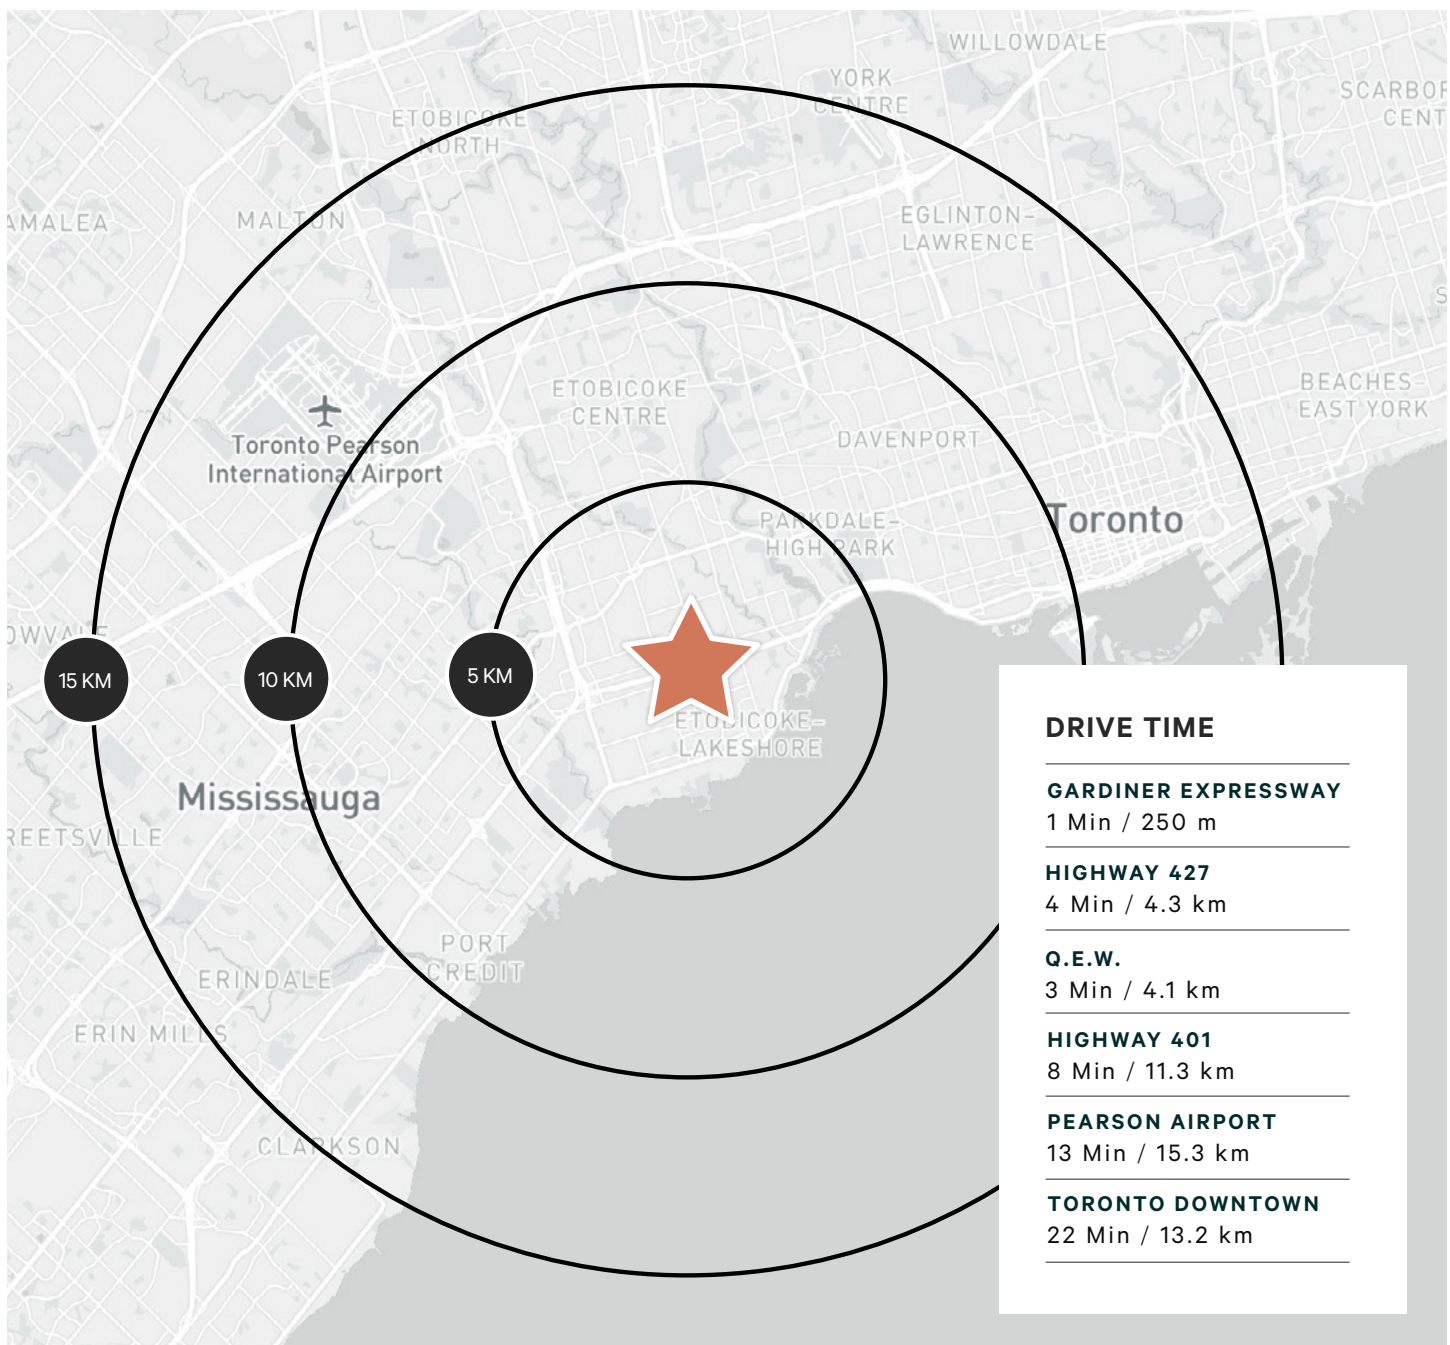 WILLOWDALE
YORK
CENTRE
ETOBICOKE
NORTH
MALTON
EGLINTON-
LAWRENCE
Toronto Pearson
International Airport
ETOBICOKE
CENTRE
BEACHES-
EAST YORK
DAVENPORT
PARKDALE-
HIGH PARK
Toronto
15 KM
10 KM
5 KM
ETOBICOKE-
LAKESHORE
Mississauga
PORT
CREDIT
ERINDALE
ERIN MILLS
CLARKSON
AMALEA
SCARBOR
CENT
OWVALE
REETSVILLE
DRIVE TIME
GARDINER EXPRESSWAY
1 Min / 250 m
HIGHWAY 427
4 Min / 4.3 km
Q.E.W.
3 Min / 4.1 km
HIGHWAY 401
8 Min / 11.3 km
PEARSON AIRPORT
13 Min / 15.3 km
TORONTO DOWNTOWN
22 Min / 13.2 km